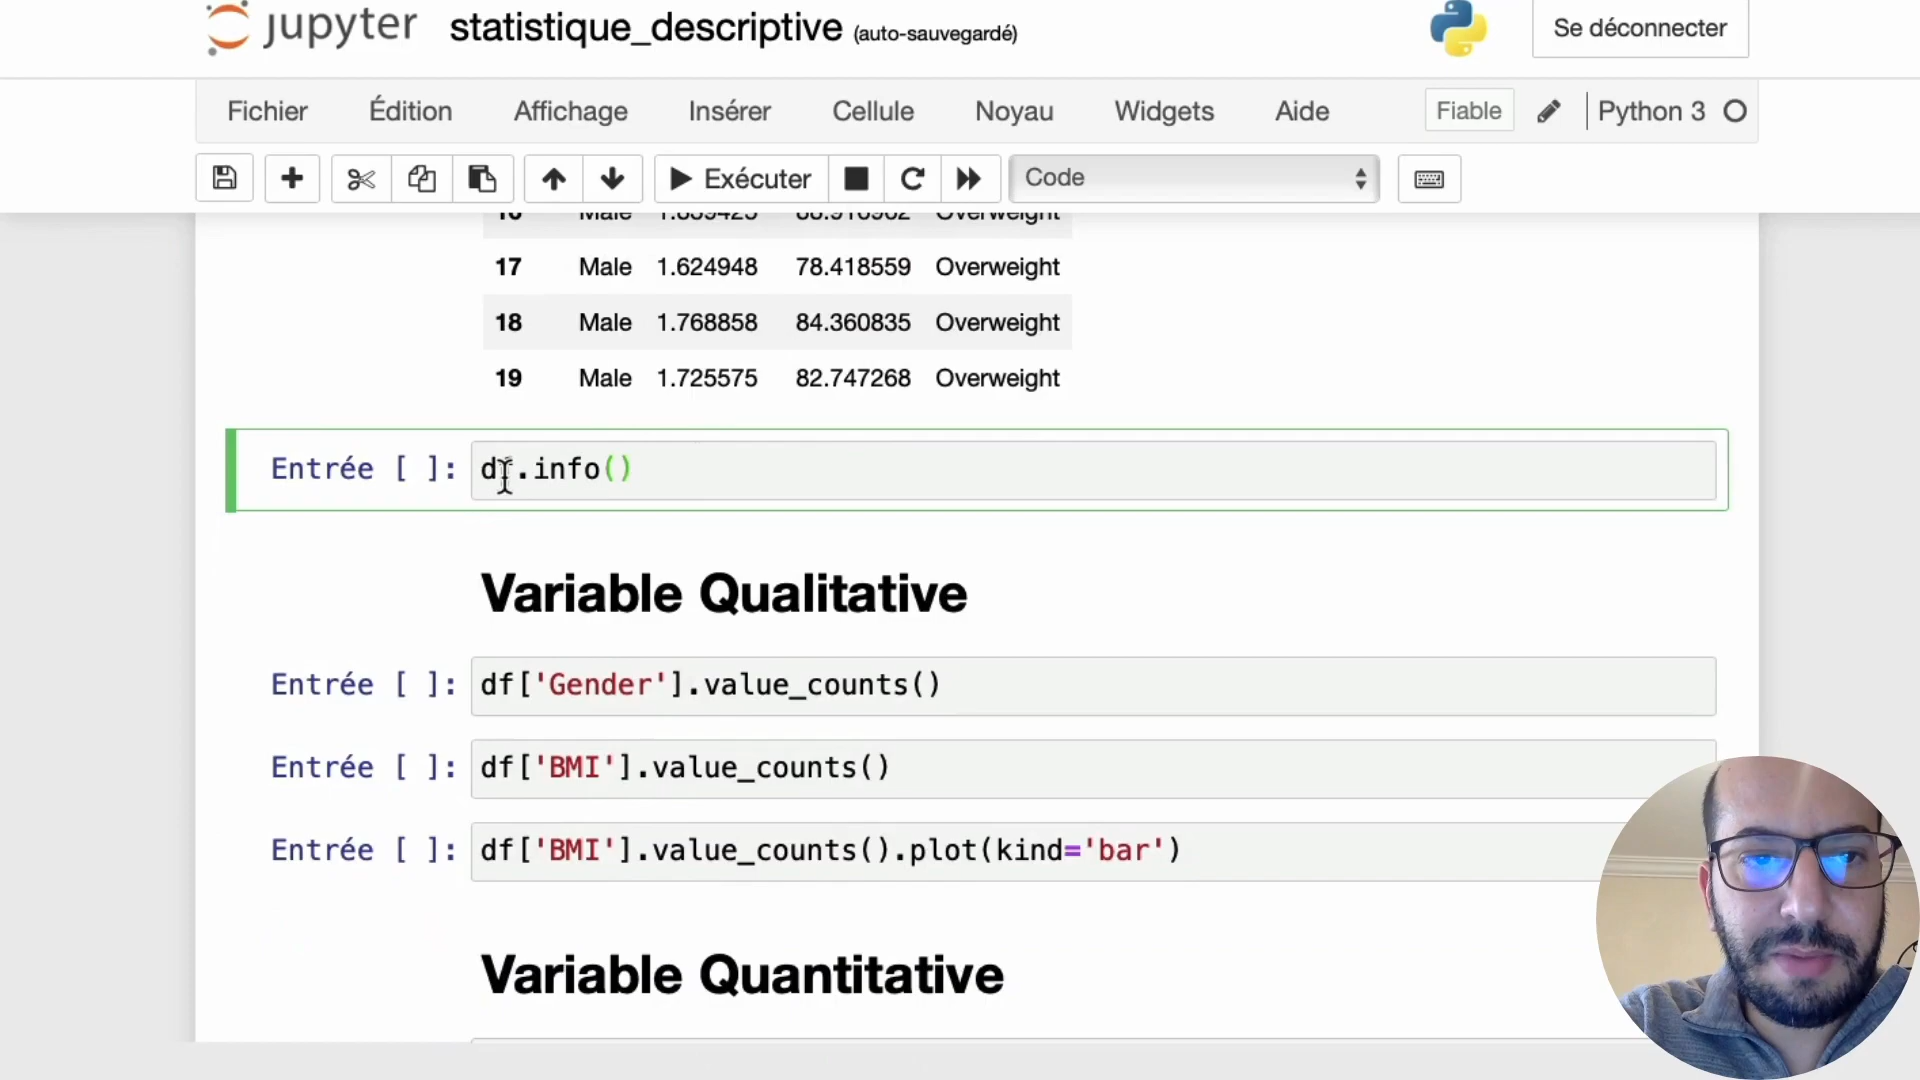 jupyter statistique_descriptive (auto-sauvegardé) Se déconnecter
Fichier Édition Affichage Insérer Cellule Noyau Widgets Aide Fiable Python 3
Exécuter Code
Male Overweight
17 Male 1.624948 78.418559 Overweight
18 Male 1.768858 84.360835 Overweight
19 Male 1.725575 82.747268 Overweight
Entrée [ ]: df.info()
Variable Qualitative
Entrée [ ]: df['Gender'].value_counts()
Entrée [ ]: df['BMI'].value_counts()
Entrée [ ]: df['BMI'].value_counts().plot(kind='bar')
Variable Quantitative